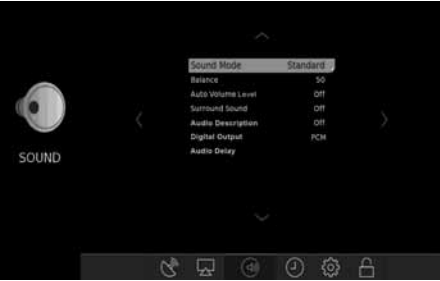 Sound Mode Standard
Balance 50
Auto Volume Level Off
Surround Sound Off
Audio Description Off
Digital Output PCM
Audio Delay
SOUND